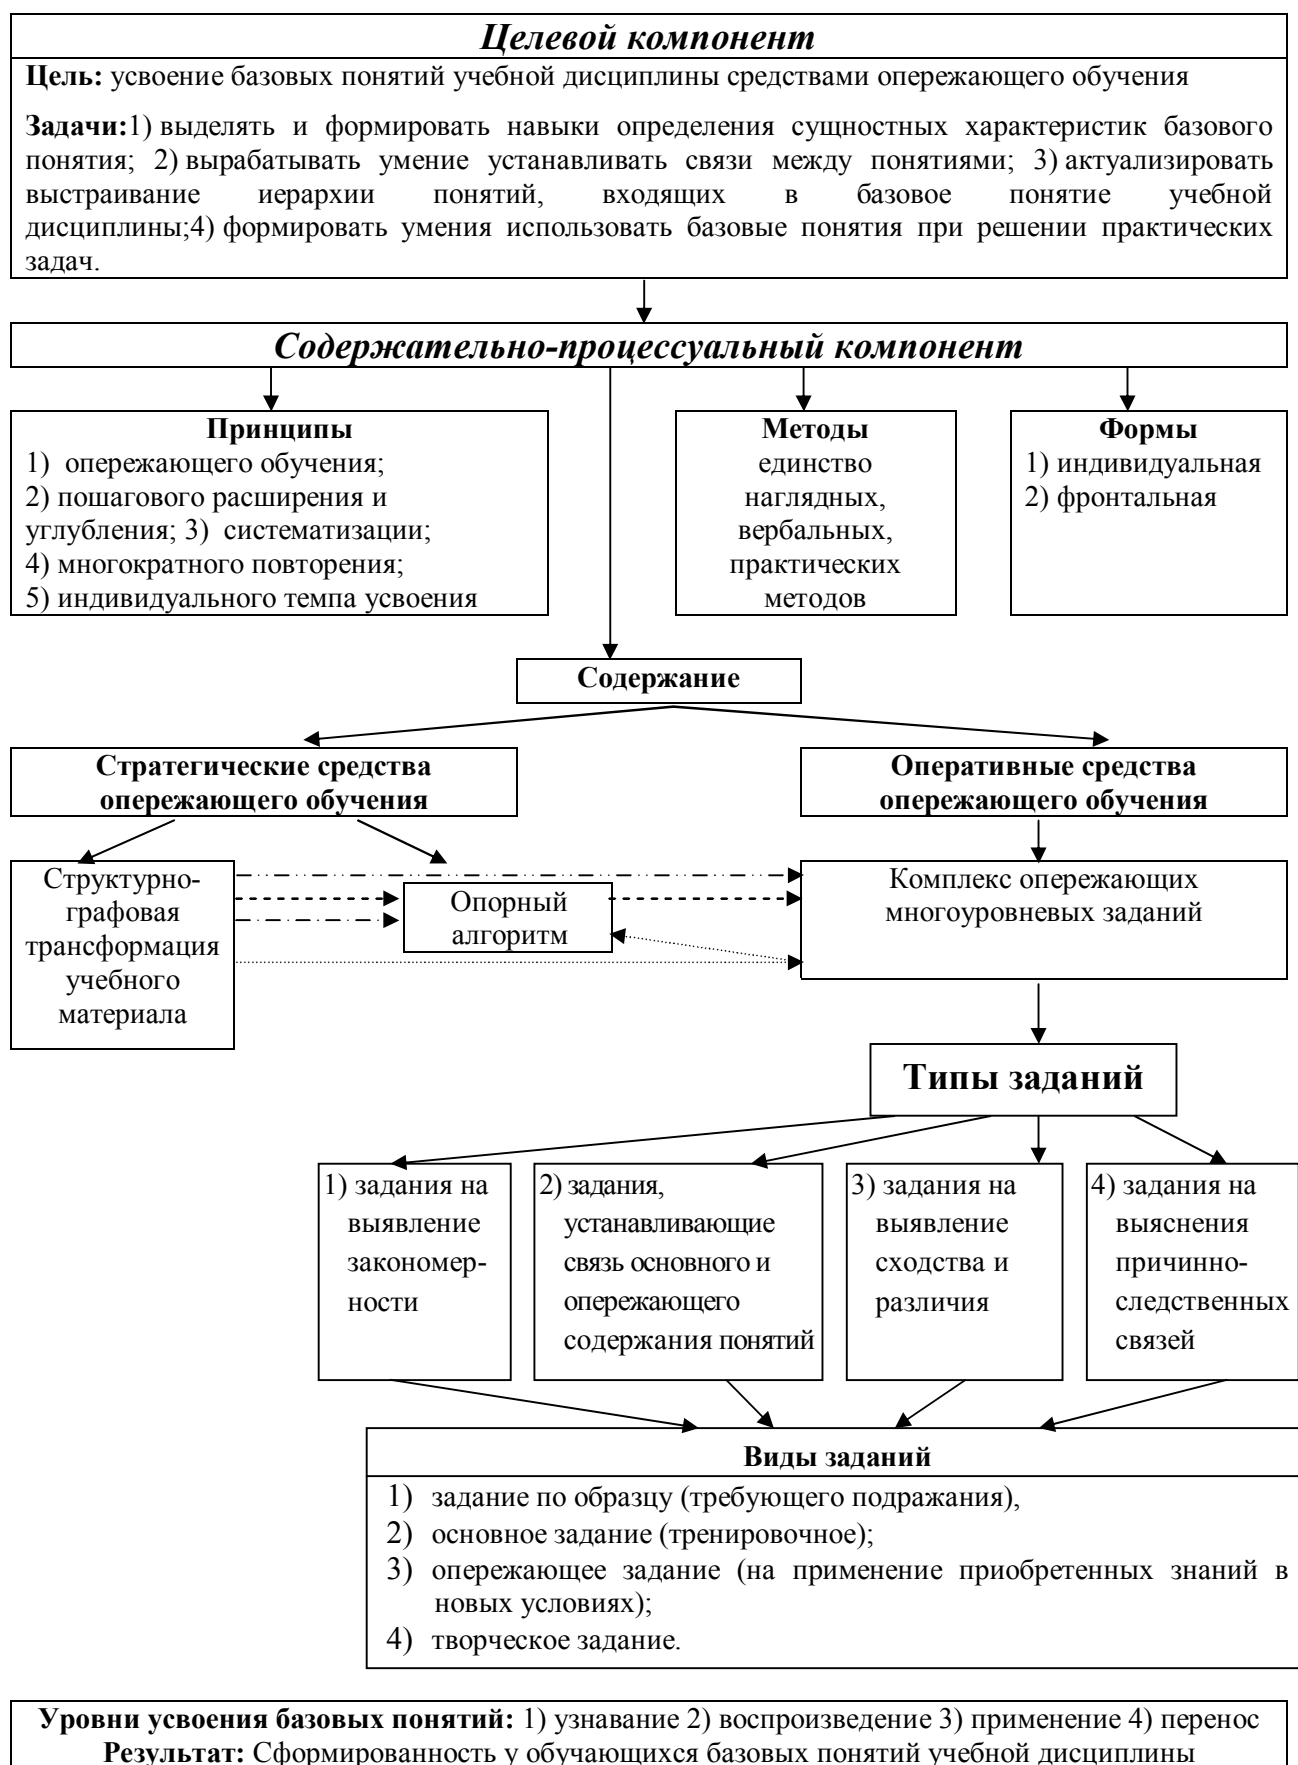 Целевой компонент
Цель: усвоение базовых понятий учебной дисциплины средствами опережающего обучения
Задачи:1) выделять и формировать навыки определения сущностных характеристик базового
понятия; 2) вырабатывать умение устанавливать связи между понятиями; 3) актуализировать
выстраивание иерархии понятий, входящих в базовое понятие учебной
дисциплины;4) формировать умения использовать базовые понятия при решении практических
задач.
Содержательно-процессуальный компонент
Принципы
1) опережающего обучения;
2) пошагового расширения и
углубления; 3) систематизации;
4) многократного повторения;
5) индивидуального темпа усвоения
Методы
единство
наглядных,
вербальных,
практических
методов
Формы
1) индивидуальная
2) фронтальная
Содержание
Стратегические средства
опережающего обучения
Оперативные средства
опережающего обучения
Структурно-
графовая
трансформация
учебного
материала
Опорный
алгоритм
Комплекс опережающих
многоуровневых заданий
Типы заданий
1) задания на
выявление
закономер-
ности
2) задания,
устанавливающие
связь основного и
опережающего
содержания понятий
3) задания на
выявление
сходства и
различия
4) задания на
выяснения
причинно-
следственных
связей
Виды заданий
1) задание по образцу (требующего подражания),
2) основное задание (тренировочное);
3) опережающее задание (на применение приобретенных знаний в
новых условиях);
4) творческое задание.
Уровни усвоения базовых понятий: 1) узнавание 2) воспроизведение 3) применение 4) перенос
Результат: Сформированность у обучающихся базовых понятий учебной дисциплины